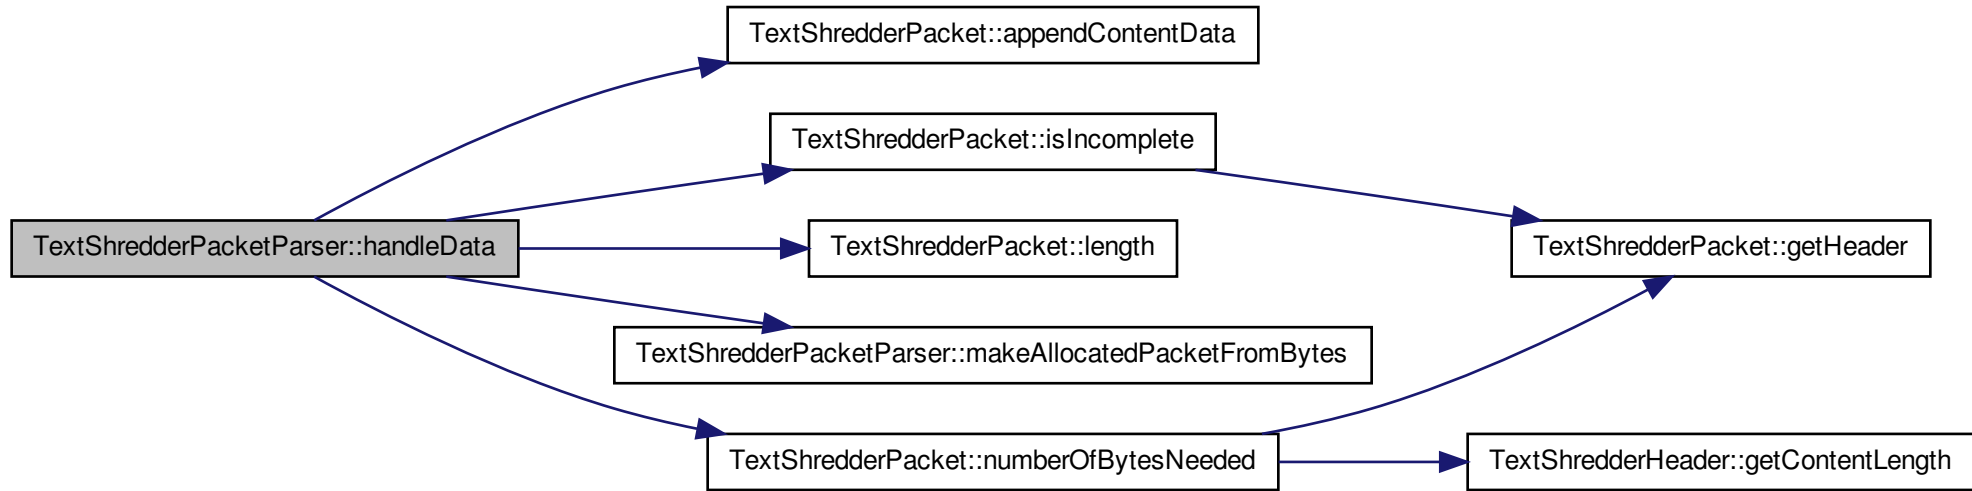 TextShredderPacket::appendContentData
TextShredderPacket::isIncomplete
TextShredderPacketParser::handleData
TextShredderPacket::length
TextShredderPacket::getHeader
TextShredderPacketParser::makeAllocatedPacketFromBytes
TextShredderPacket::numberOfBytesNeeded
TextShredderHeader::getContentLength